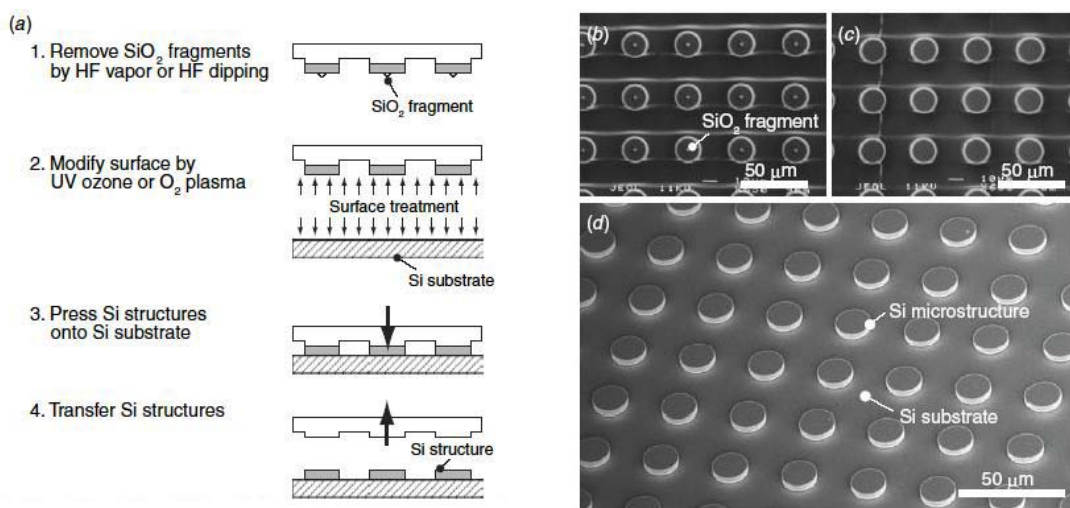 (a)
1. Remove SiO2 fragments
by HF vapor or HF dipping
SiO2 fragment
2. Modify surface by
UV ozone or O2 plasma
Surface treatment
Si substrate
3. Press Si structures
onto Si substrate
4. Transfer Si structures
Si structure
(b)
SiO2 fragment
50 μm
JEOL 11KU
(c)
50 μm
JEOL 11KU
(d)
Si microstructure
Si substrate
50 μm